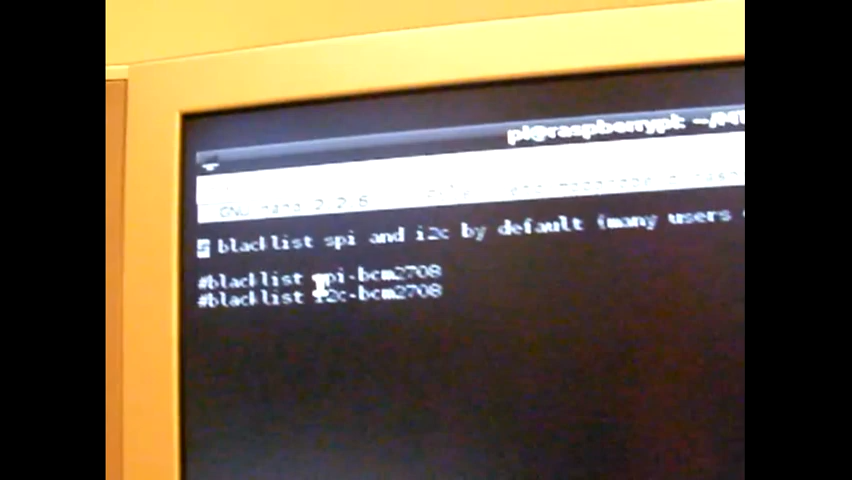 pi@raspberrypi: ~/
GNU nano 2.2.6
# blacklist spi and i2c by default (many users
#blacklist spi-bcm2708
#blacklist i2c-bcm2708